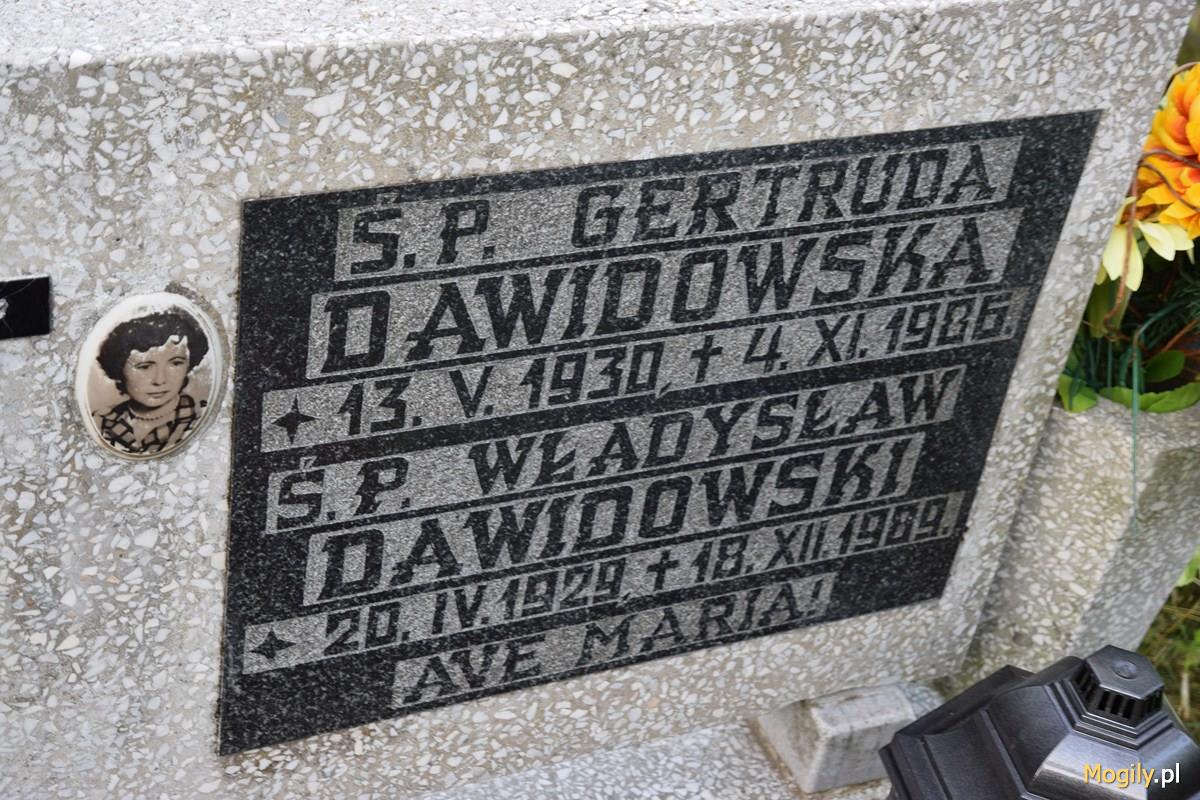 Ś.P. GERTRUDA
DAWIDOWSKA
13. V. 1930, ✝ 4. XI. 1986.
Ś.P. WŁADYSŁAW
DAWIDOWSKI
20. IV. 1929, ✝ 18. XII. 1989.
AVE MARIA!
Mogily.pl